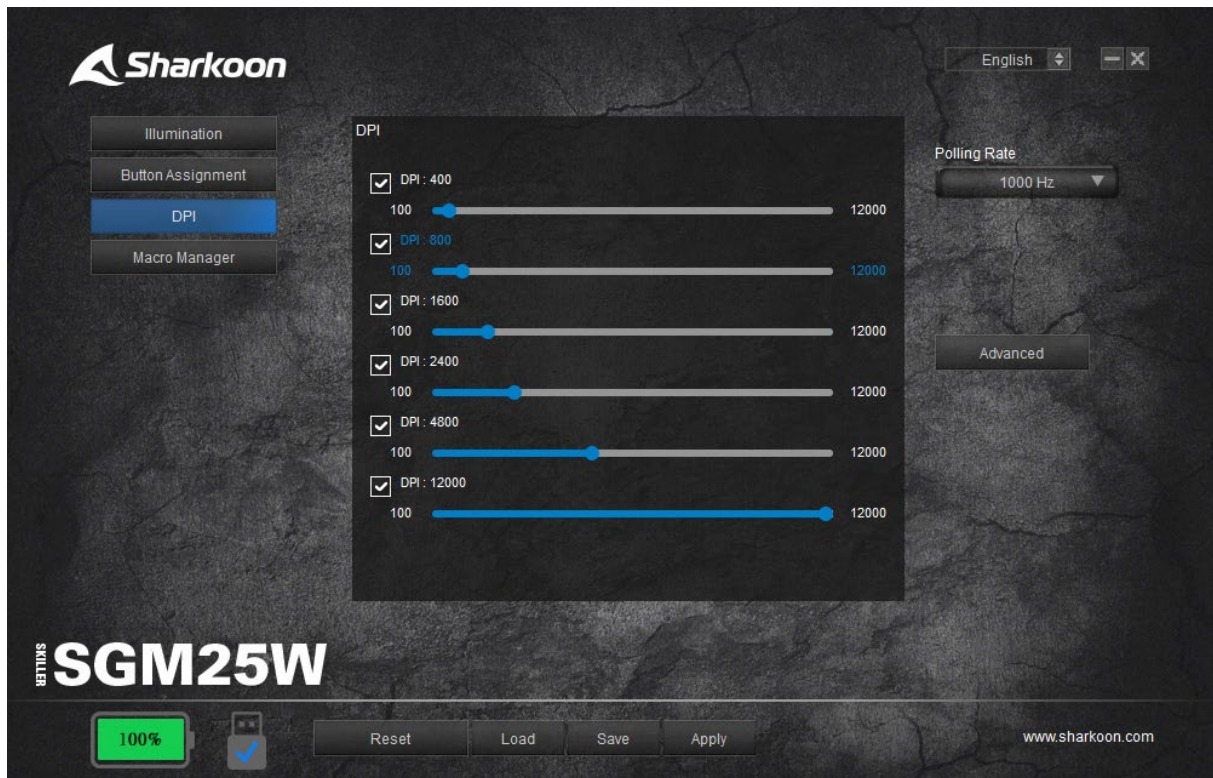 Sharkoon
English
Illumination
Button Assignment
DPI
Macro Manager
DPI
DPI : 400
100 12000
DPI : 800
100 12000
DPI : 1600
100 12000
DPI : 2400
100 12000
DPI : 4800
100 12000
DPI : 12000
100 12000
Polling Rate
1000 Hz
Advanced
SKILLER
SGM25W
100%
Reset Load Save Apply
www.sharkoon.com